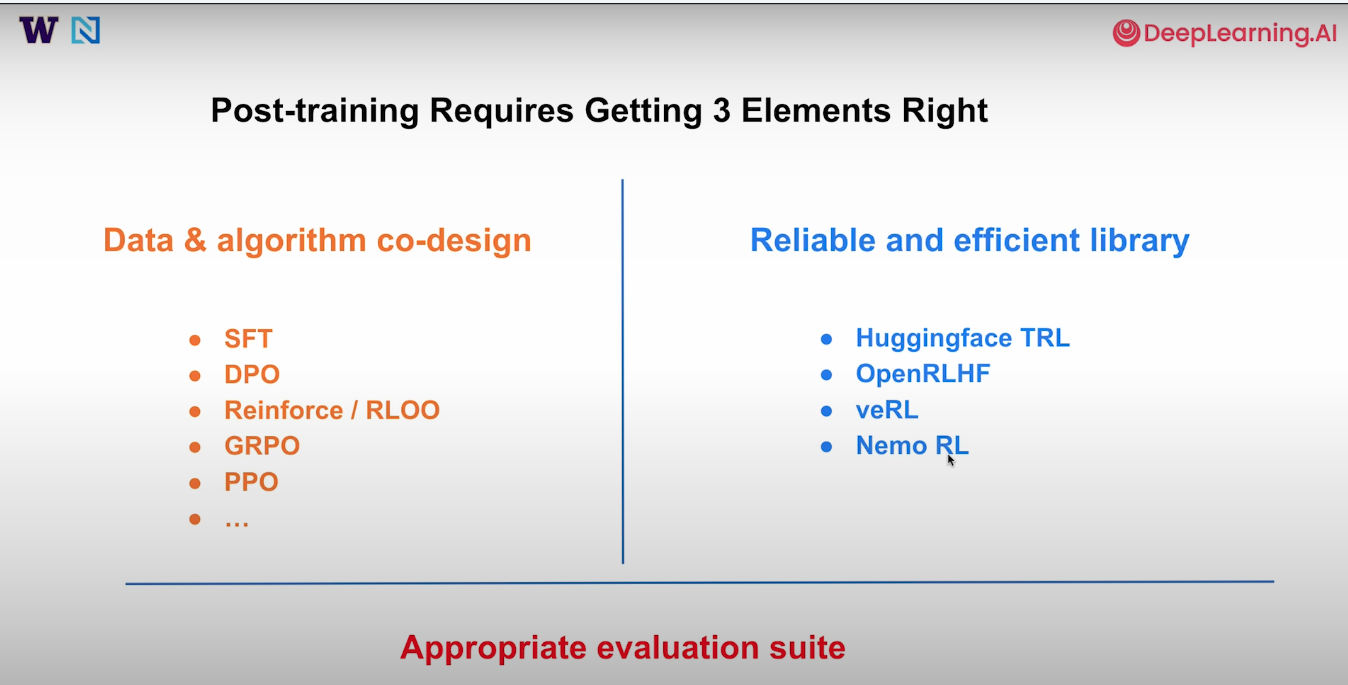 W N
DeepLearning.AI
Post-training Requires Getting 3 Elements Right
Data & algorithm co-design
● SFT
● DPO
● Reinforce / RLOO
● GRPO
● PPO
● …
Reliable and efficient library
● Huggingface TRL
● OpenRLHF
● veRL
● Nemo RL
Appropriate evaluation suite